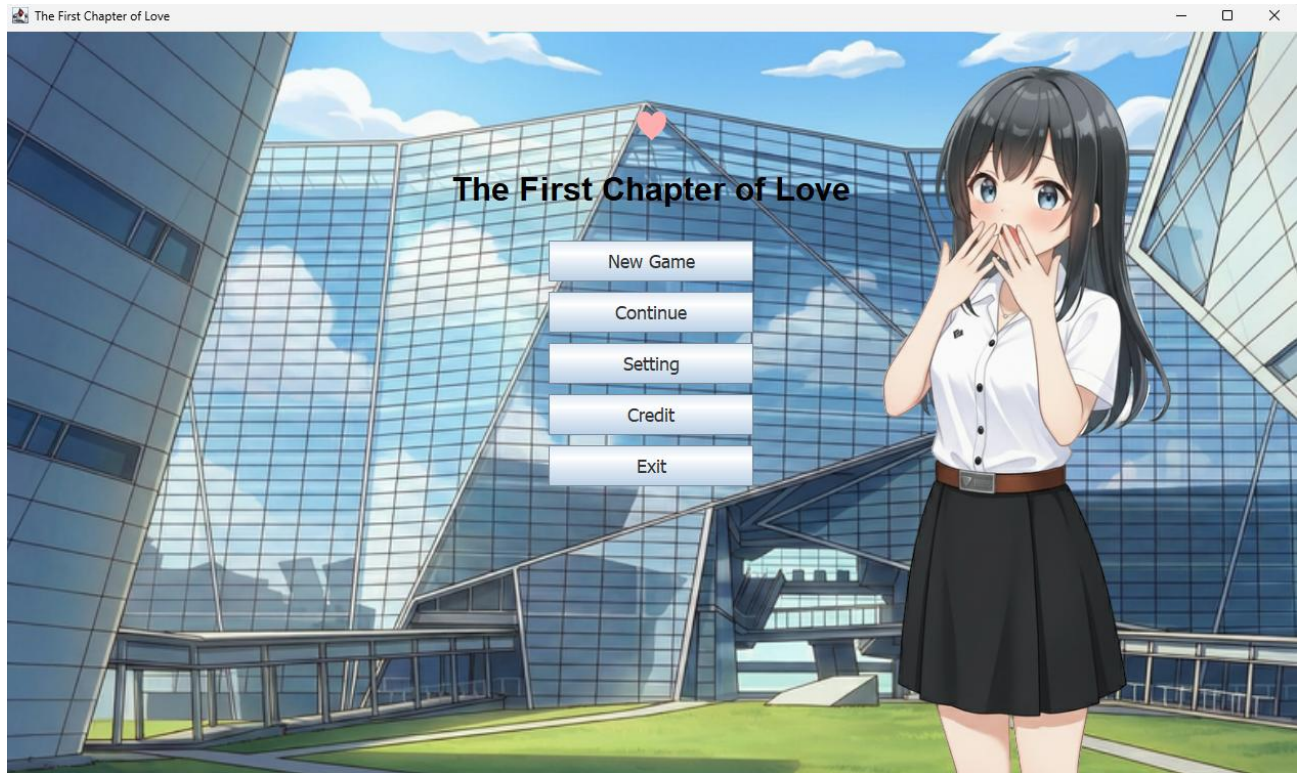 The First Chapter of Love
The First Chapter of Love
New Game
Continue
Setting
Credit
Exit